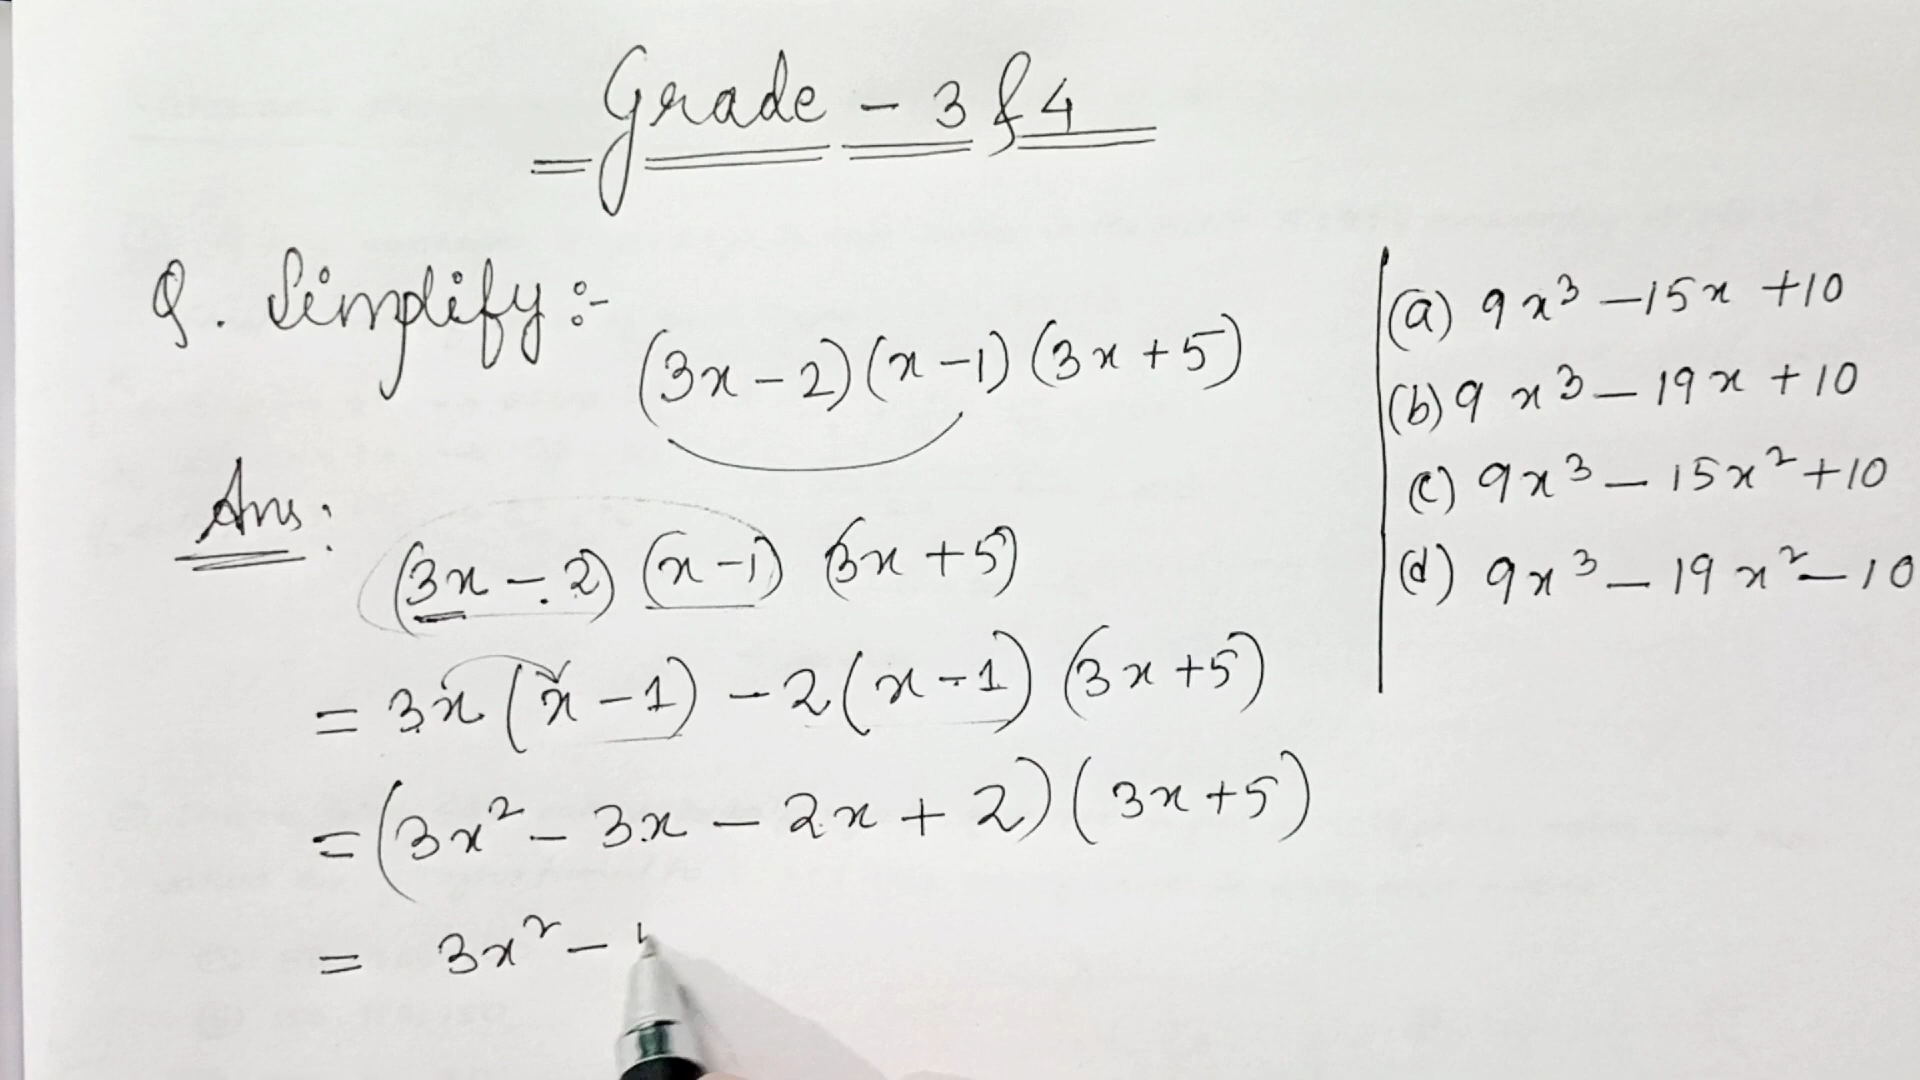 Grade - 3 & 4
Q. Simplify :-
(3x - 2) (x - 1) (3x + 5)
(a) 9x³ - 15x + 10
(b) 9x³ - 19x + 10
(c) 9x³ - 15x² + 10
(d) 9x³ - 19x² - 10
Ans:
(3x - 2) (x - 1) (3x + 5)
= 3x (x - 1) - 2 (x - 1) (3x + 5)
= (3x² - 3x - 2x + 2) (3x + 5)
= 3x² -